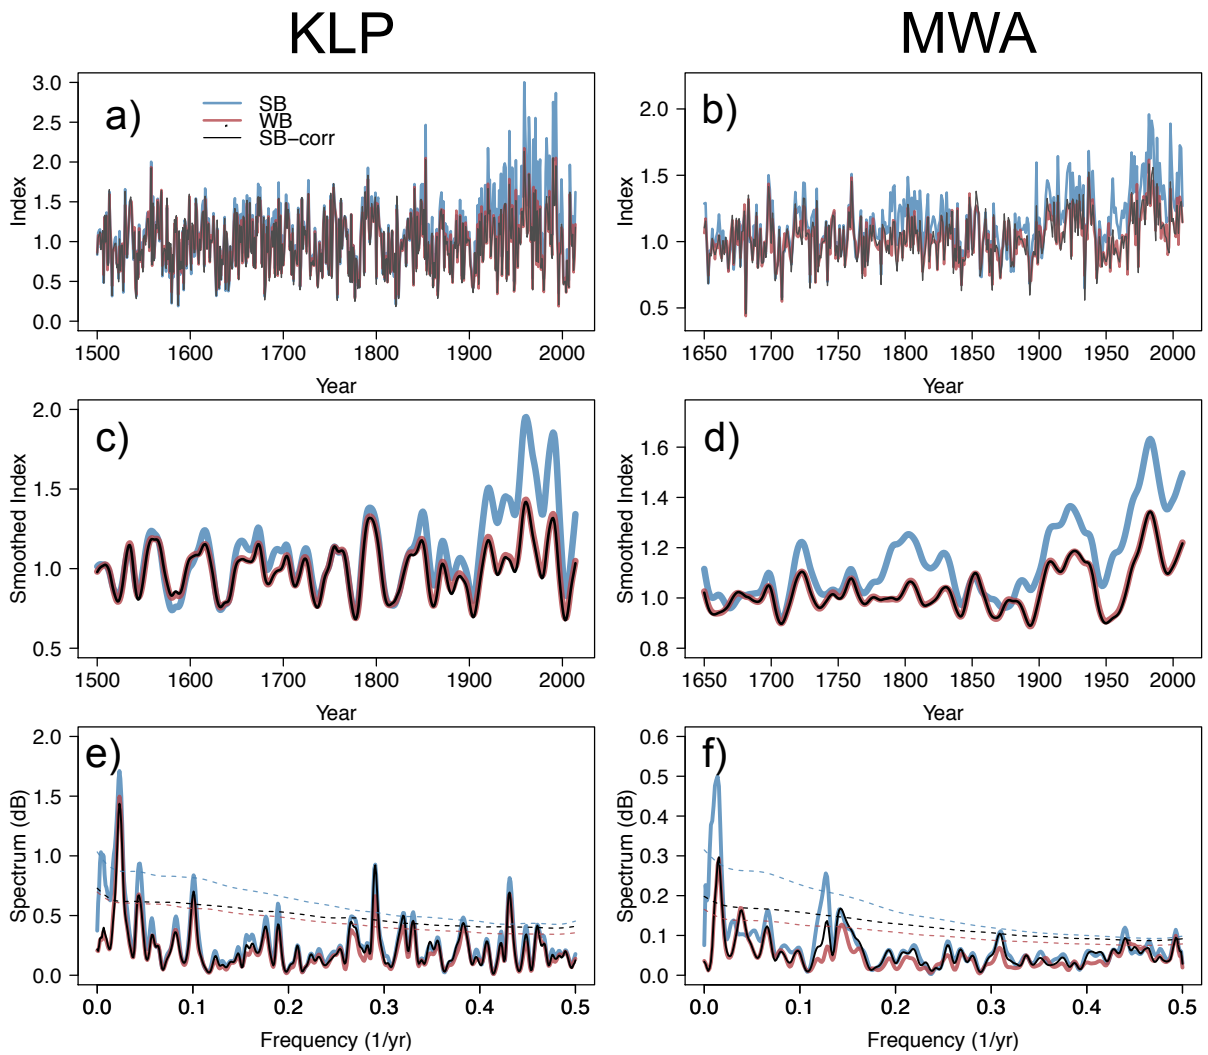 KLP
MWA
a)
SB
WB
SB−corr
Index
3.0
2.5
2.0
1.5
1.0
0.5
0.0
1500 1600 1700 1800 1900 2000
Year
b)
Index
2.0
1.5
1.0
0.5
1650 1700 1750 1800 1850 1900 1950 2000
Year
c)
Smoothed Index
2.0
1.5
1.0
0.5
1500 1600 1700 1800 1900 2000
Year
d)
Smoothed Index
1.6
1.4
1.2
1.0
0.8
1650 1700 1750 1800 1850 1900 1950 2000
Year
e)
Spectrum (dB)
2.0
1.5
1.0
0.5
0.0
0.0 0.1 0.2 0.3 0.4 0.5
Frequency (1/yr)
f)
Spectrum (dB)
0.6
0.5
0.4
0.3
0.2
0.1
0.0
0.0 0.1 0.2 0.3 0.4 0.5
Frequency (1/yr)